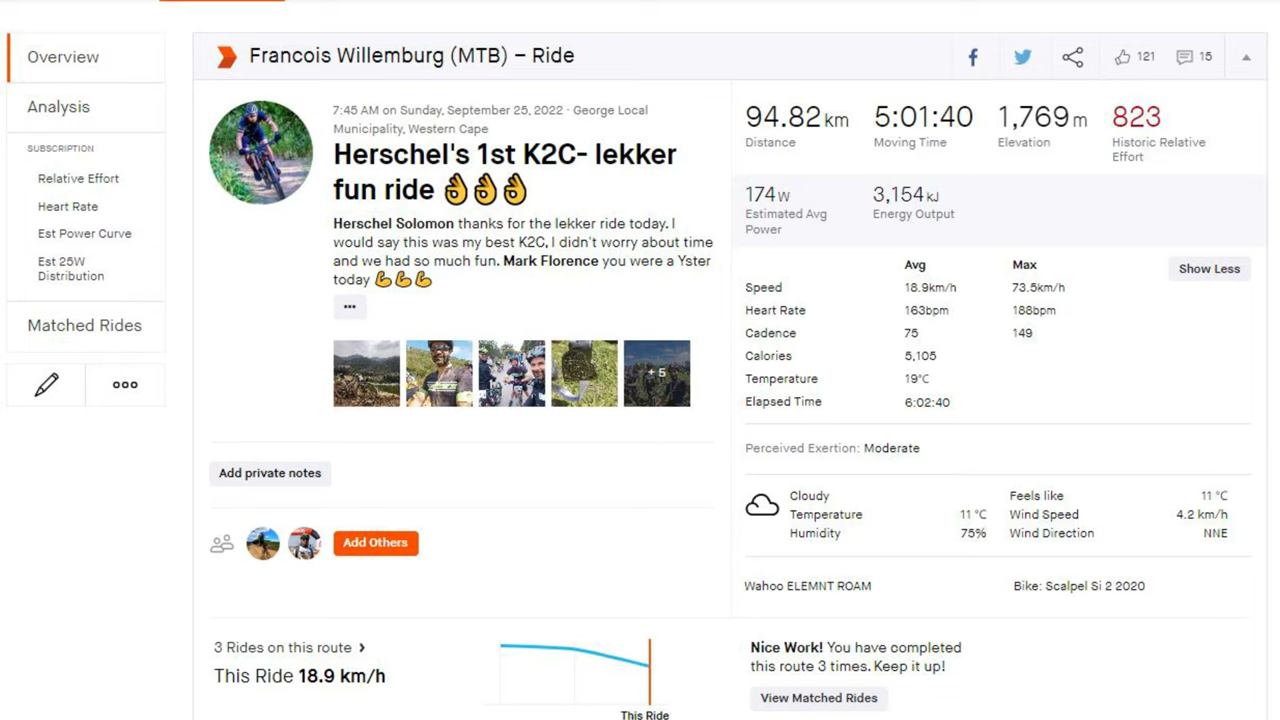 Overview
Analysis
SUBSCRIPTION
Relative Effort
Heart Rate
Est Power Curve
Est 25W
Distribution
Matched Rides
Francois Willemburg (MTB) – Ride
121
15
7:45 AM on Sunday, September 25, 2022 · George Local
Municipality, Western Cape
Herschel's 1st K2C- lekker
fun ride 👌👌👌
Herschel Solomon thanks for the lekker ride today. I
would say this was my best K2C, I didn't worry about time
and we had so much fun. Mark Florence you were a Yster
today 💪💪💪
+5
Add private notes
Add Others
94.82 km
Distance
5:01:40
Moving Time
1,769 m
Elevation
823
Historic Relative
Effort
174 W
Estimated Avg
Power
3,154 kJ
Energy Output
Avg Max
Show Less
Speed 18.9km/h 73.5km/h
Heart Rate 163bpm 188bpm
Cadence 75 149
Calories 5,105
Temperature 19°C
Elapsed Time 6:02:40
Perceived Exertion: Moderate
Cloudy
Temperature 11 °C
Humidity 75%
Feels like 11 °C
Wind Speed 4.2 km/h
Wind Direction NNE
Wahoo ELEMNT ROAM
Bike: Scalpel Si 2 2020
3 Rides on this route >
This Ride 18.9 km/h
This Ride
Nice Work! You have completed
this route 3 times. Keep it up!
View Matched Rides